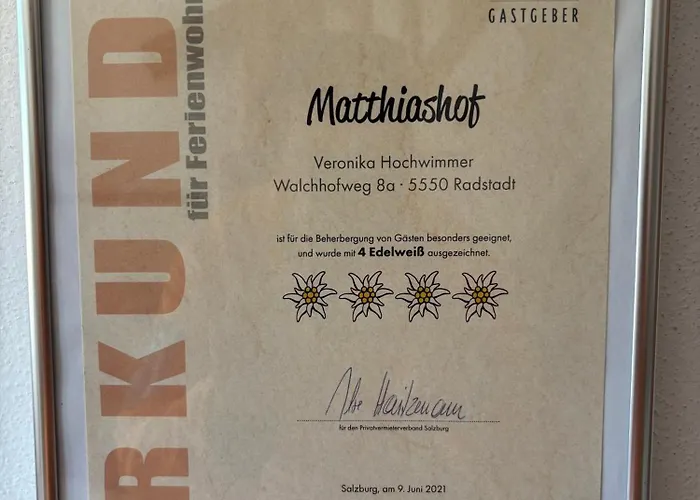 GASTGEBER
RKUND
für Ferienwoh
Matthiashof
Veronika Hochwimmer
Walchhofweg 8a · 5550 Radstadt
ist für die Beherbergung von Gästen besonders geeignet,
und wurde mit 4 Edelweiß ausgezeichnet.
für den Privatvermieterverband Salzburg
Salzburg, am 9. Juni 2021